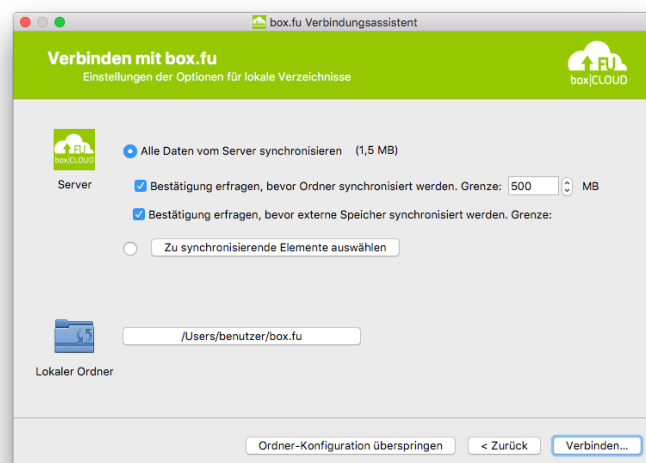 box.fu Verbindungsassistent
Verbinden mit box.fu
Einstellungen der Optionen für lokale Verzeichnisse
FU
box|CLOUD
FU
box|CLOUD
Server
Alle Daten vom Server synchronisieren (1,5 MB)
Bestätigung erfragen, bevor Ordner synchronisiert werden. Grenze: 500 MB
Bestätigung erfragen, bevor externe Speicher synchronisiert werden. Grenze:
Zu synchronisierende Elemente auswählen
/Users/benutzer/box.fu
Lokaler Ordner
Ordner-Konfiguration überspringen < Zurück Verbinden...